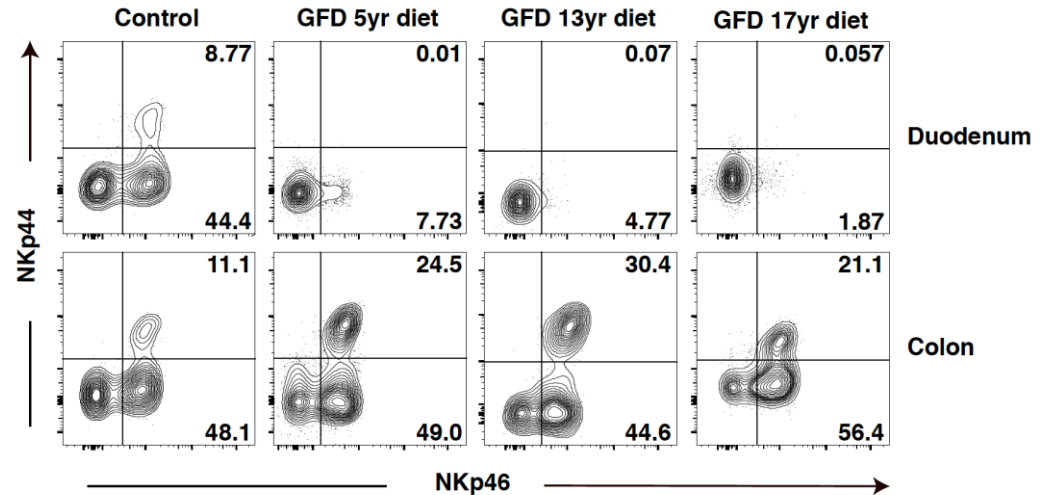 Control GFD 5yr diet GFD 13yr diet GFD 17yr diet
8.77 0.01 0.07 0.057
Duodenum
44.4 7.73 4.77 1.87
NKp44
11.1 24.5 30.4 21.1
Colon
48.1 49.0 44.6 56.4
NKp46